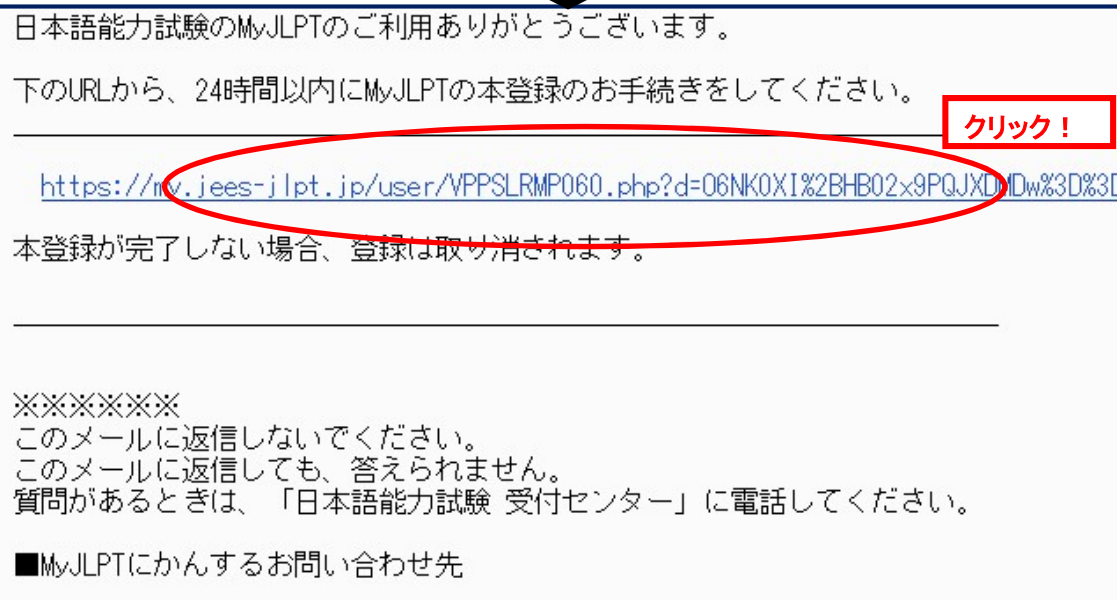 日本語能力試験のMyJLPTのご利用ありがとうございます。
下のURLから、24時間以内にMyJLPTの本登録のお手続きをしてください。
クリック！
https://my.jees-jlpt.jp/user/VPPSLRMP060.php?d=O6NK0XI%2BHB02x9PQJXDMDw%3D%3D
本登録が完了しない場合、登録は取り消されます。
※※※※※※
このメールに返信しないでください。
このメールに返信しても、答えられません。
質問があるときは、「日本語能力試験 受付センター」に電話してください。
■MyJLPTにかんするお問い合わせ先